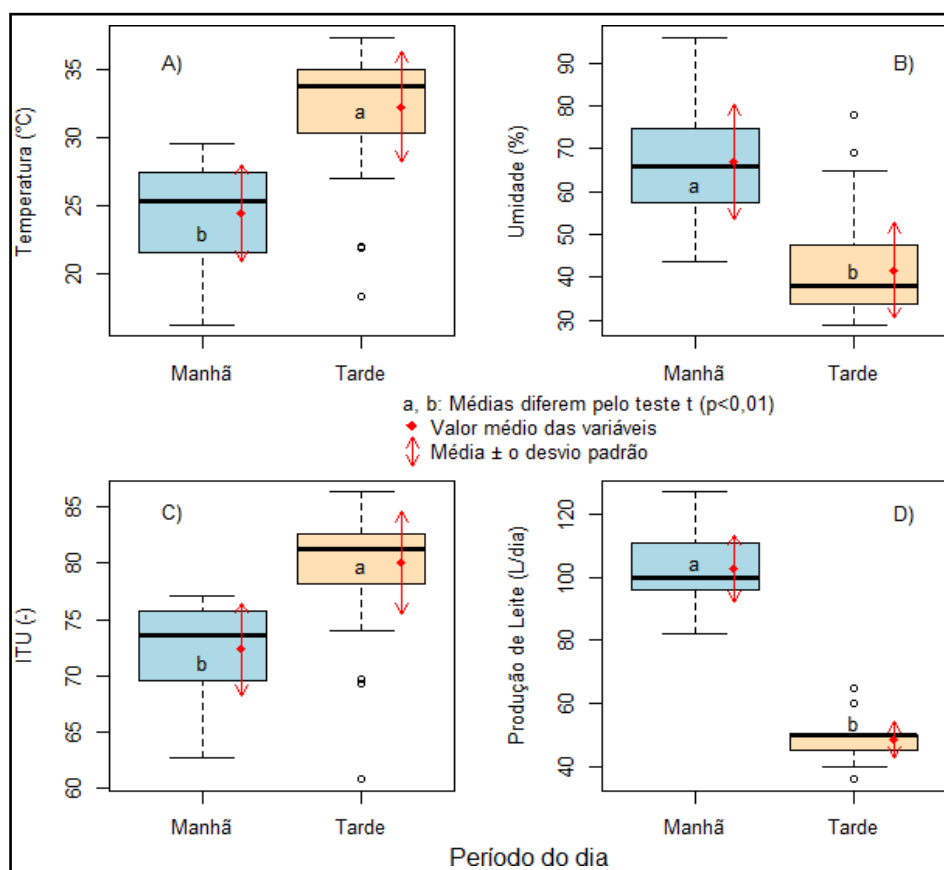 A)
Temperatura (°C)
35
30
25
20
a
b
Manhã
Tarde
B)
Umidade (%)
90
80
70
60
50
40
30
a
b
Manhã
Tarde
a, b: Médias diferem pelo teste t (p<0,01)
Valor médio das variáveis
Média ± o desvio padrão
C)
ITU (-)
85
80
75
70
65
60
a
b
Manhã
Tarde
D)
Produção de Leite (L/dia)
120
100
80
60
40
a
b
Manhã
Tarde
Período do dia